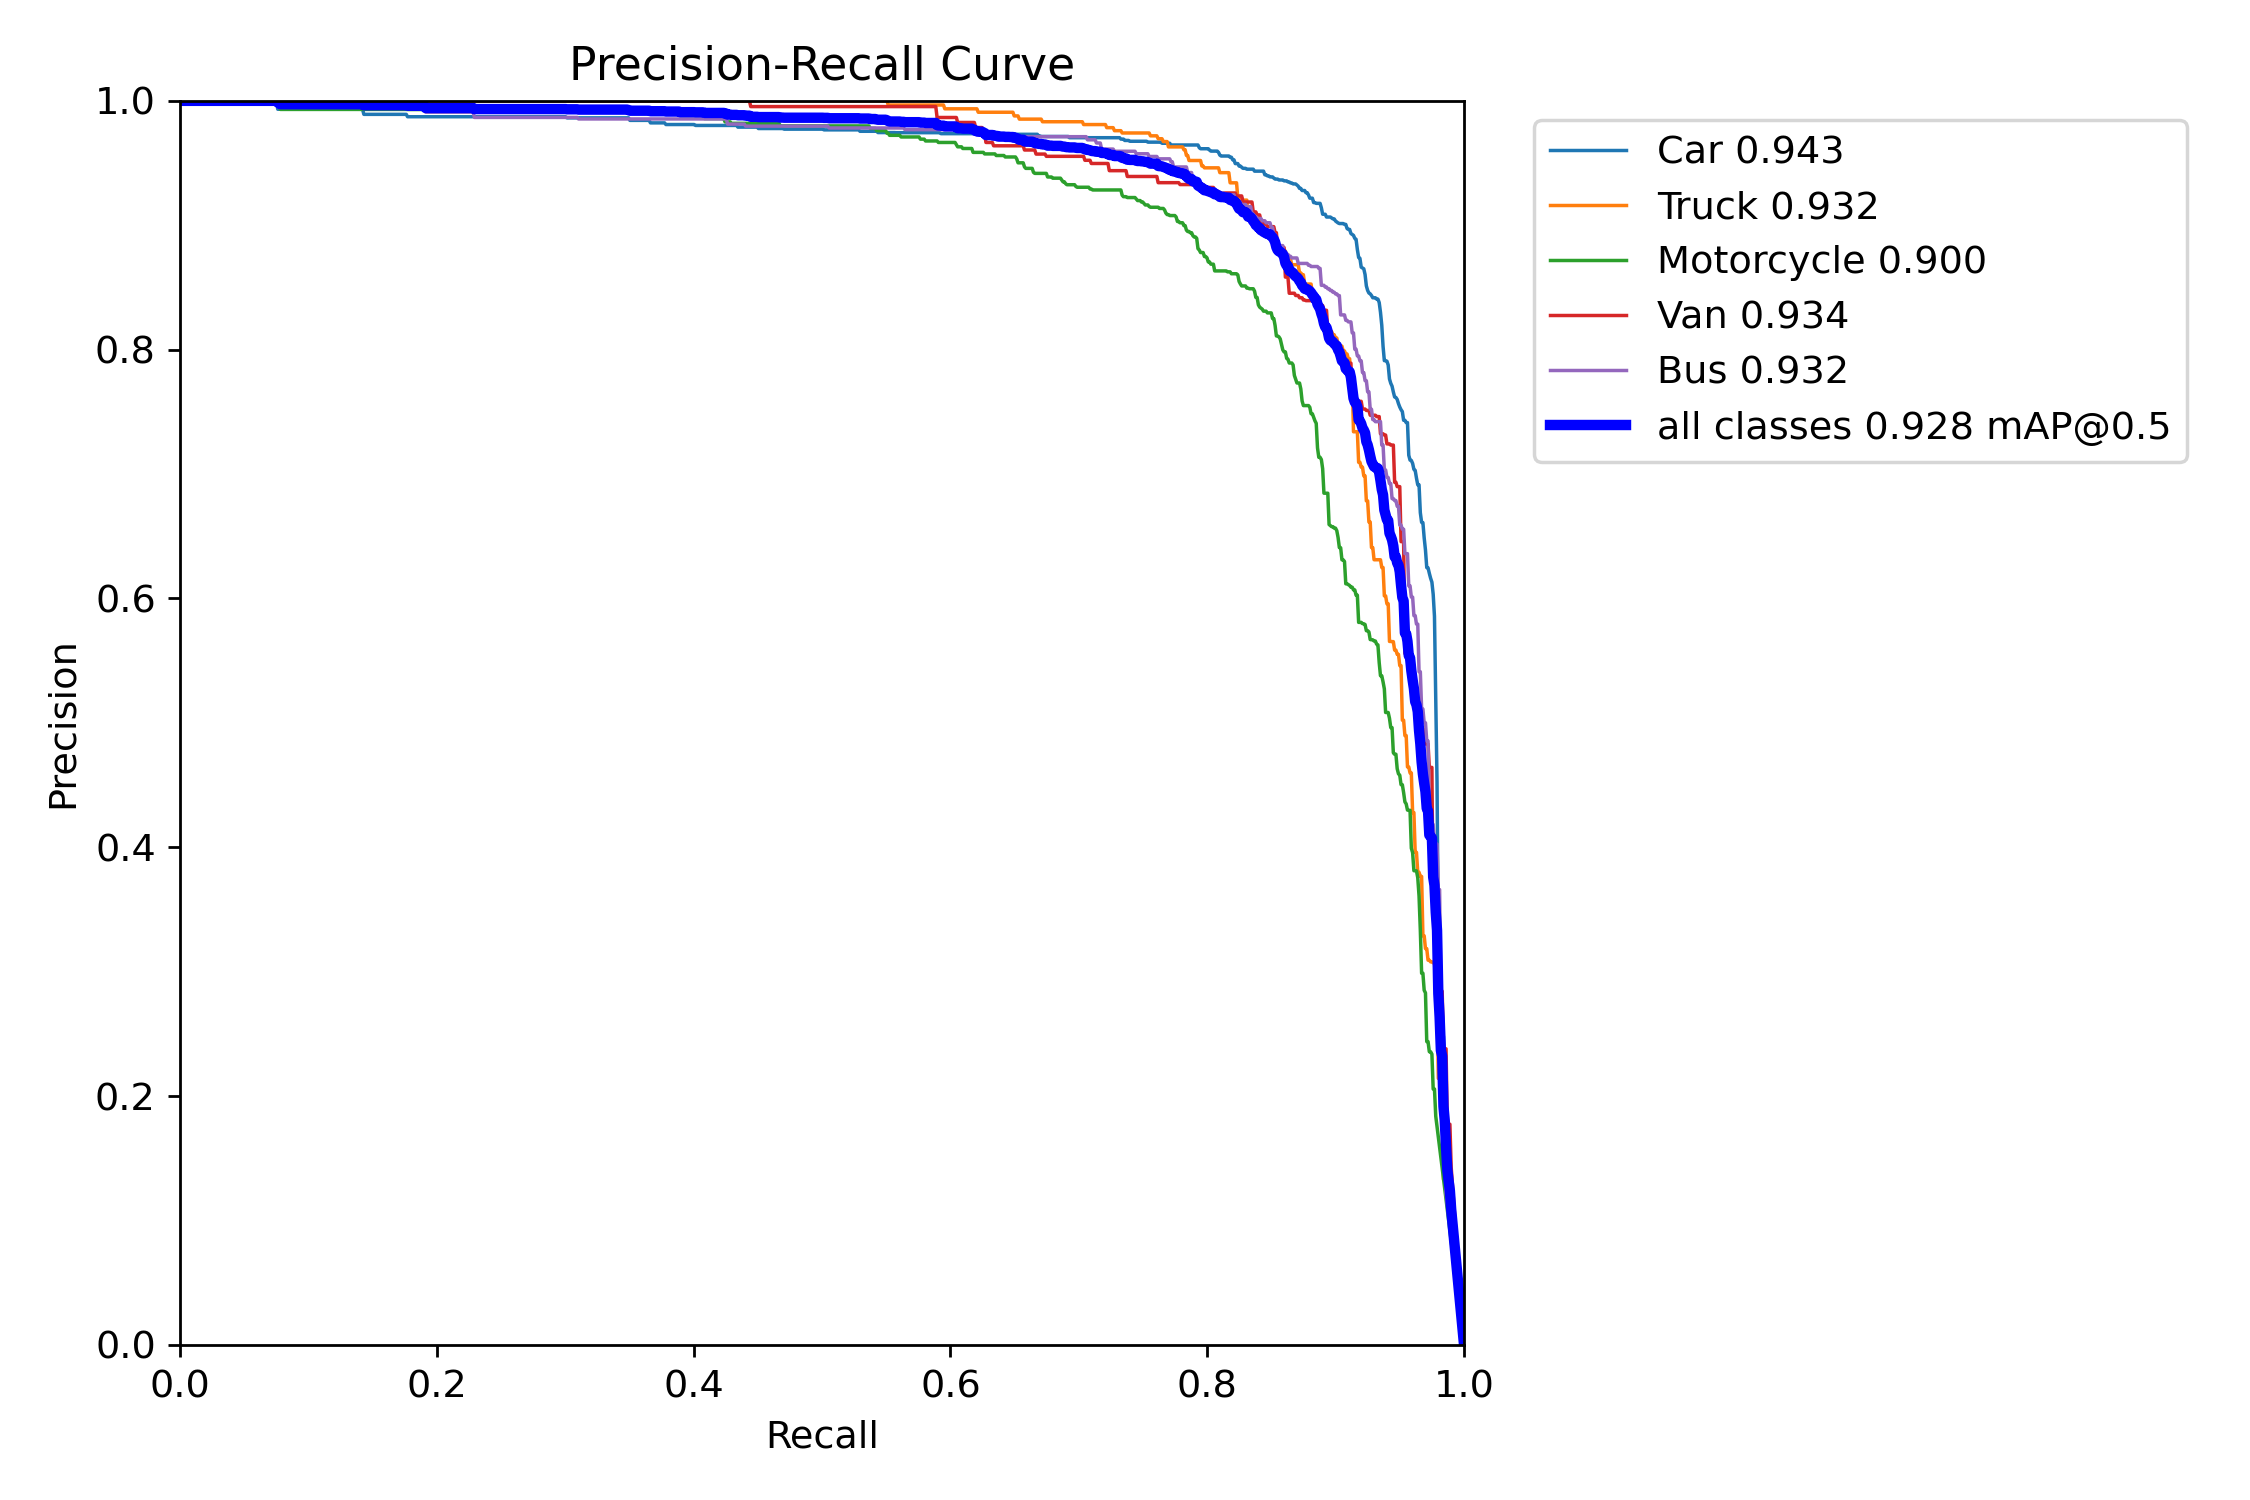 Precision-Recall Curve
1.0
0.8
0.6
0.4
0.2
0.0
Precision
0.0 0.2 0.4 0.6 0.8 1.0
Recall
Car 0.943
Truck 0.932
Motorcycle 0.900
Van 0.934
Bus 0.932
all classes 0.928 mAP@0.5